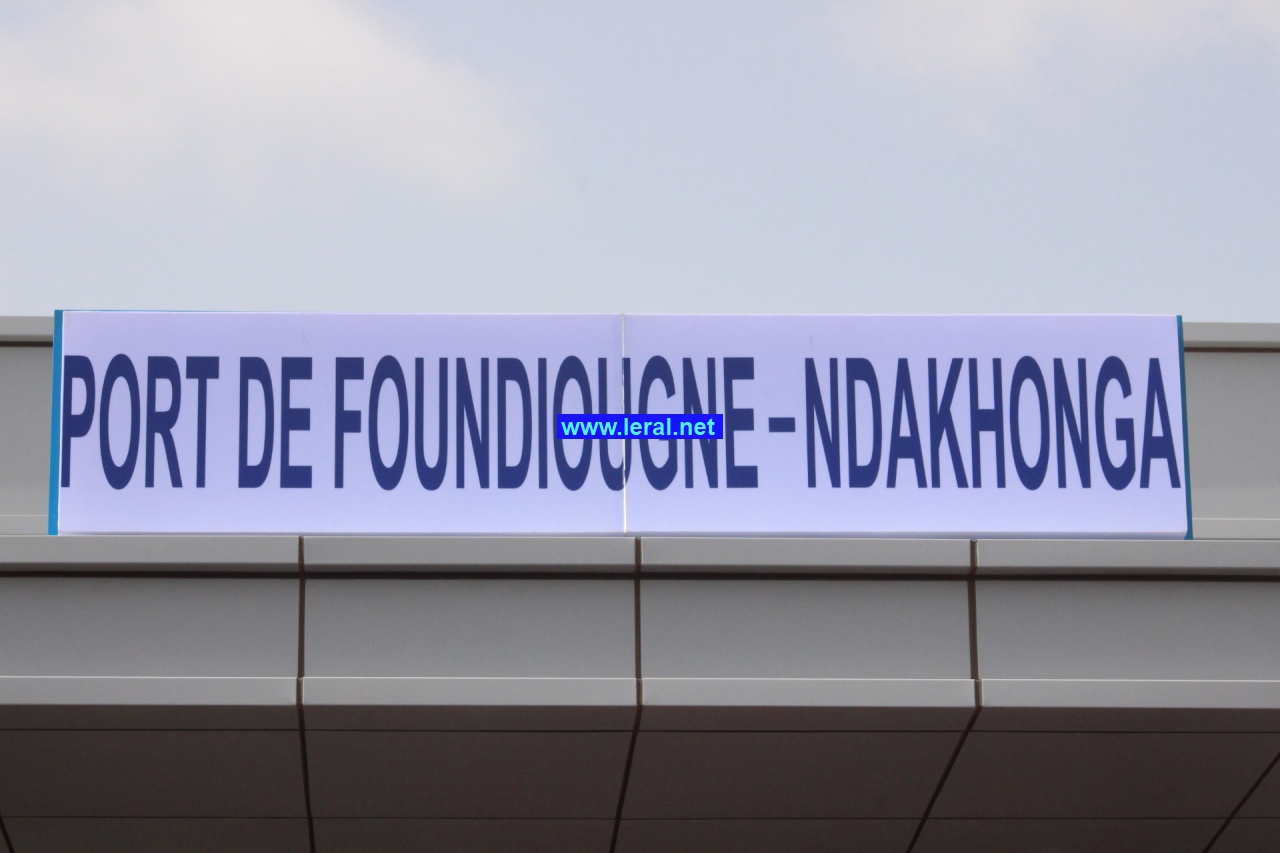 PORT DE FOUNDIOUGNE - NDAKHONGA
www.leral.net